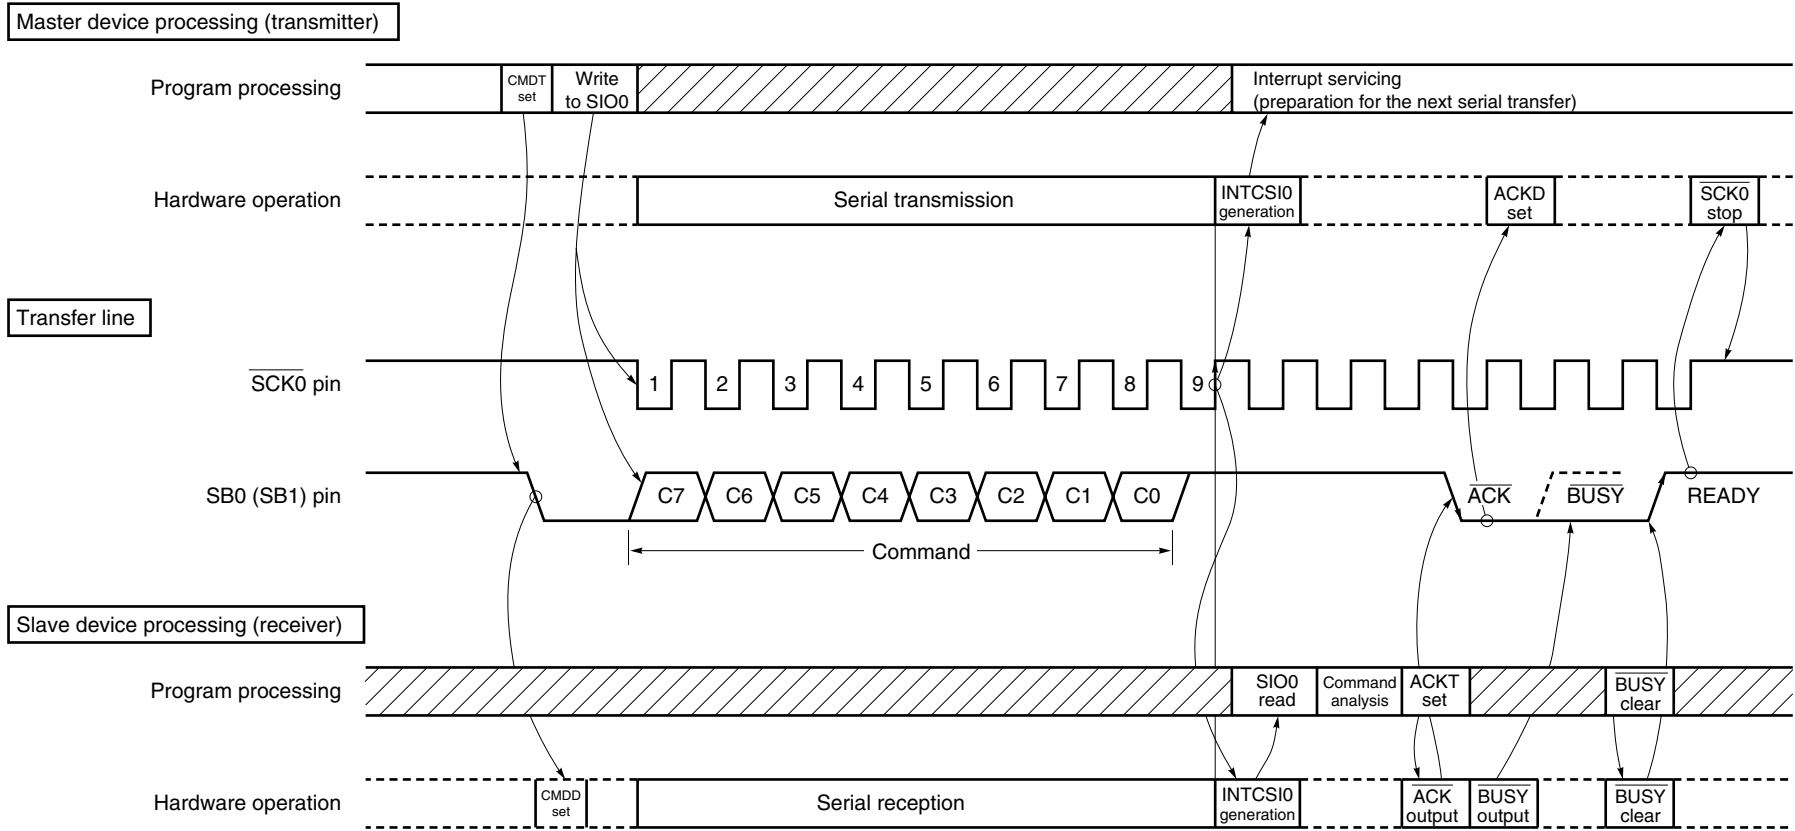 Master device processing (transmitter)
Program processing
CMDT
set
Write
to SIO0
Interrupt servicing
(preparation for the next serial transfer)
Hardware operation
Serial transmission
INTCSI0
generation
ACKD
set
SCK0
stop
Transfer line
SCK0 pin
1 2 3 4 5 6 7 8 9
SB0 (SB1) pin
C7 C6 C5 C4 C3 C2 C1 C0
ACK
BUSY
READY
Command
Slave device processing (receiver)
Program processing
SIO0
read
Command
analysis
ACKT
set
BUSY
clear
Hardware operation
CMDD
set
Serial reception
INTCSI0
generation
ACK
output
BUSY
output
BUSY
clear